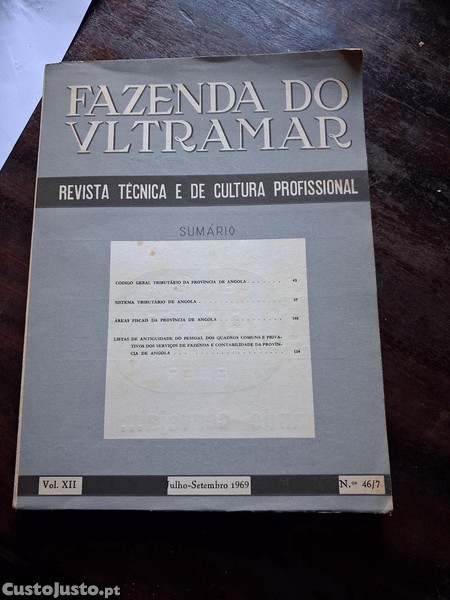 FAZENDA DO
VLTRAMAR
REVISTA TÉCNICA E DE CULTURA PROFISSIONAL
SUMÁRIO
CÓDIGO GERAL TRIBUTÁRIO DA PROVÍNCIA DE ANGOLA . . . . . . . .
SISTEMA TRIBUTÁRIO DE ANGOLA . . . . . . . . . . . . . . . .
ÁREAS FISCAIS DA PROVÍNCIA DE ANGOLA . . . . . . . . . . . . .
LISTAS DE ANTIGUIDADE DO PESSOAL DOS QUADROS COMUNS E PRIVA-
TIVOS DOS SERVIÇOS DE FAZENDA E CONTABILIDADE DA PROVÍN-
CIA DE ANGOLA . . . . . . . . . . . . . . . . . . . .
Vol. XII
Julho-Setembro 1969
N.os 46/7
CustoJusto.pt